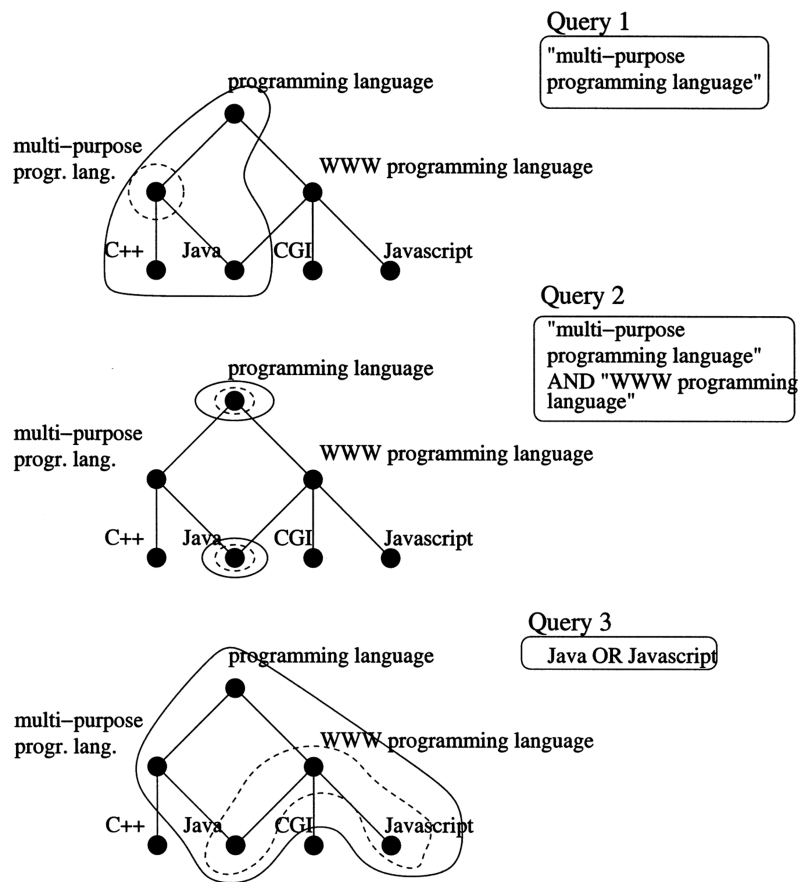 Query 1
"multi−purpose
programming language"
programming language
multi−purpose
progr. lang.
WWW programming language
C++
Java
CGI
Javascript
Query 2
"multi−purpose
programming language"
AND "WWW programming
language"
programming language
multi−purpose
progr. lang.
WWW programming language
C++
Java
CGI
Javascript
Query 3
Java OR Javascript
programming language
multi−purpose
progr. lang.
WWW programming language
C++
Java
CGI
Javascript